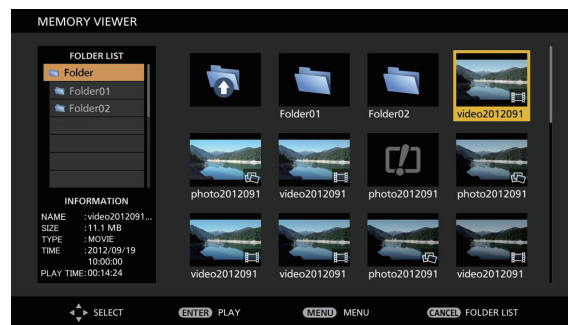 MEMORY VIEWER
FOLDER LIST
Folder
Folder01
Folder02
INFORMATION
NAME :video2012091...
SIZE :11.1 MB
TYPE :MOVIE
TIME :2012/09/19
10:00:00
PLAY TIME:00:14:24
Folder01
Folder02
video2012091
photo2012091
video2012091
photo2012091
photo2012091
video2012091
video2012091
photo2012091
video2012091
SELECT
ENTER PLAY
MENU MENU
CANCEL FOLDER LIST